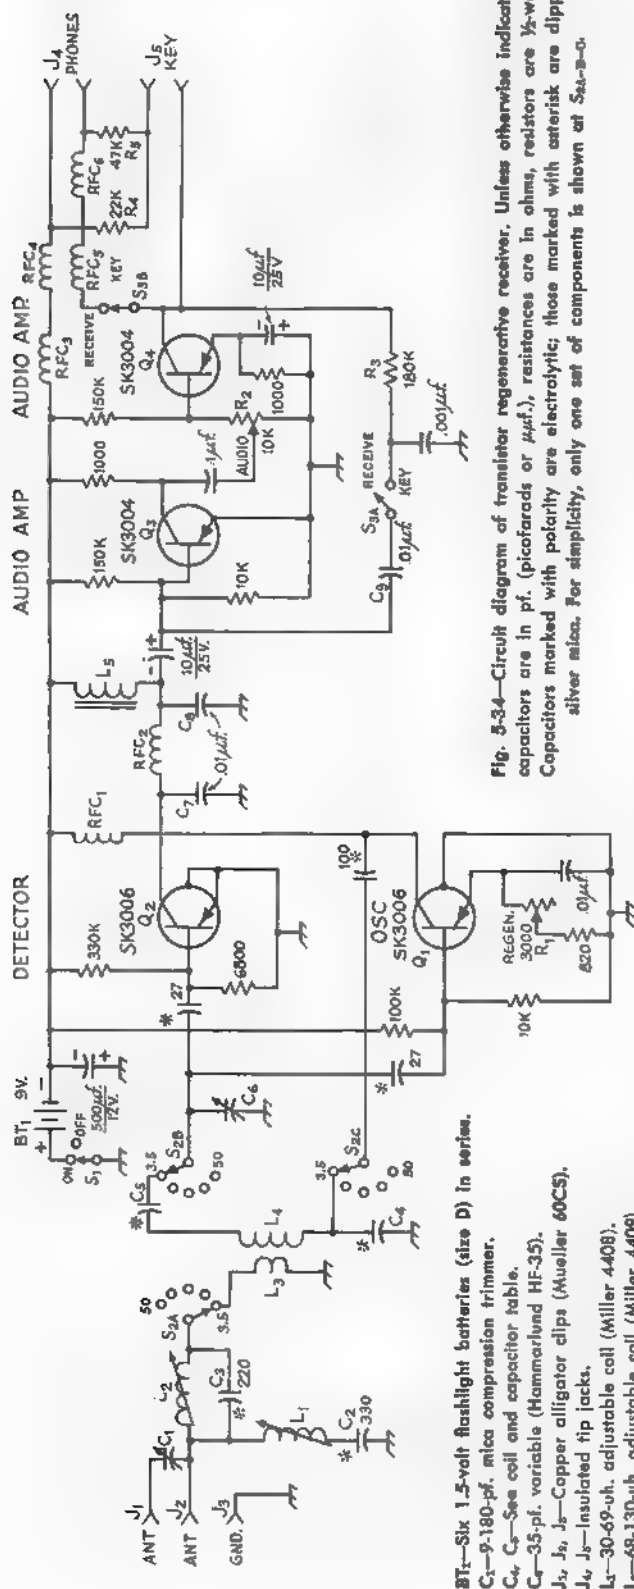 AUDIO AMP
AUDIO AMP
DETECTOR
J4
PHONES
J5
KEY
RFC4
RFC3
RFC6
RFC5
47K
R5
22K
R4
KEY
RECEIVE
S3B
10µf
25V
SK3004
Q4
150K
1000
R2
1000
.1µf.
AUDIO
10K
SK3004
Q3
150K
10K
R3
180K
RECEIVE
KEY
S3A
.001µf.
.01µf.
C9
L5
10µf.
25V.
RFC2
C8
.01µf.
C7
RFC1
SK3006
Q2
330K
6800
27
100
OSC
SK3006
Q1
REGEN.
3000
R1
.01µf.
820
10K
100K
27
BT1 9V.
500µf.
12V.
ON
OFF
S1
C6
S2B
3.5
50
C5
S2C
3.5
50
L4
C4
L3
50
S2A
3.5
L2
C3
220
C1
L1
C2
330
J1
ANT
J2
ANT
J3
GND.
Fig. 5-34—Circuit diagram of transistor regenerative receiver. Unless otherwise indicat
capacitors are in pf. (picofarads or µµf.), resistances are in ohms, resistors are ½-w
Capacitors marked with polarity are electrolytic; those marked with asterisk are dipp
silver mica. For simplicity, only one set of components is shown at S2A-B-C.
BT1—Six 1.5-volt flashlight batteries (size D) in series.
C1—9-180-pf. mica compression trimmer.
C4, C5—See coil and capacitor table.
C6—35-pf. variable (Hammarlund HF-35).
J1, J2, J3—Copper alligator clips (Mueller 60CS).
J4, J5—Insulated tip jacks.
L1—30-69-uh. adjustable coil (Miller 4408).
L2—68-130-uh. adjustable coil (Miller 4409)